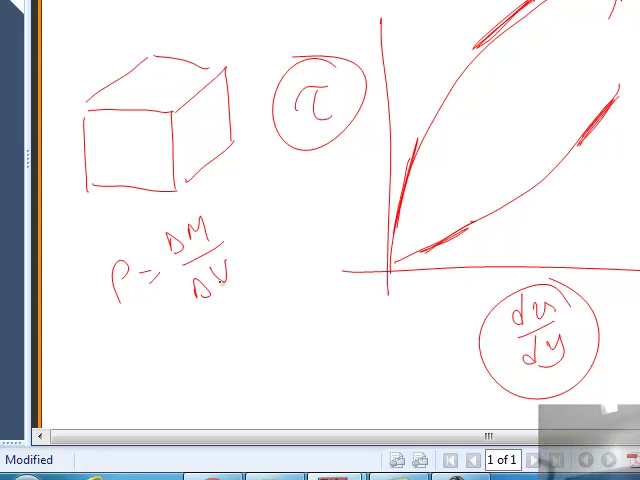 τ
ρ = ΔM/ΔV
du/dy
Modified
1 of 1